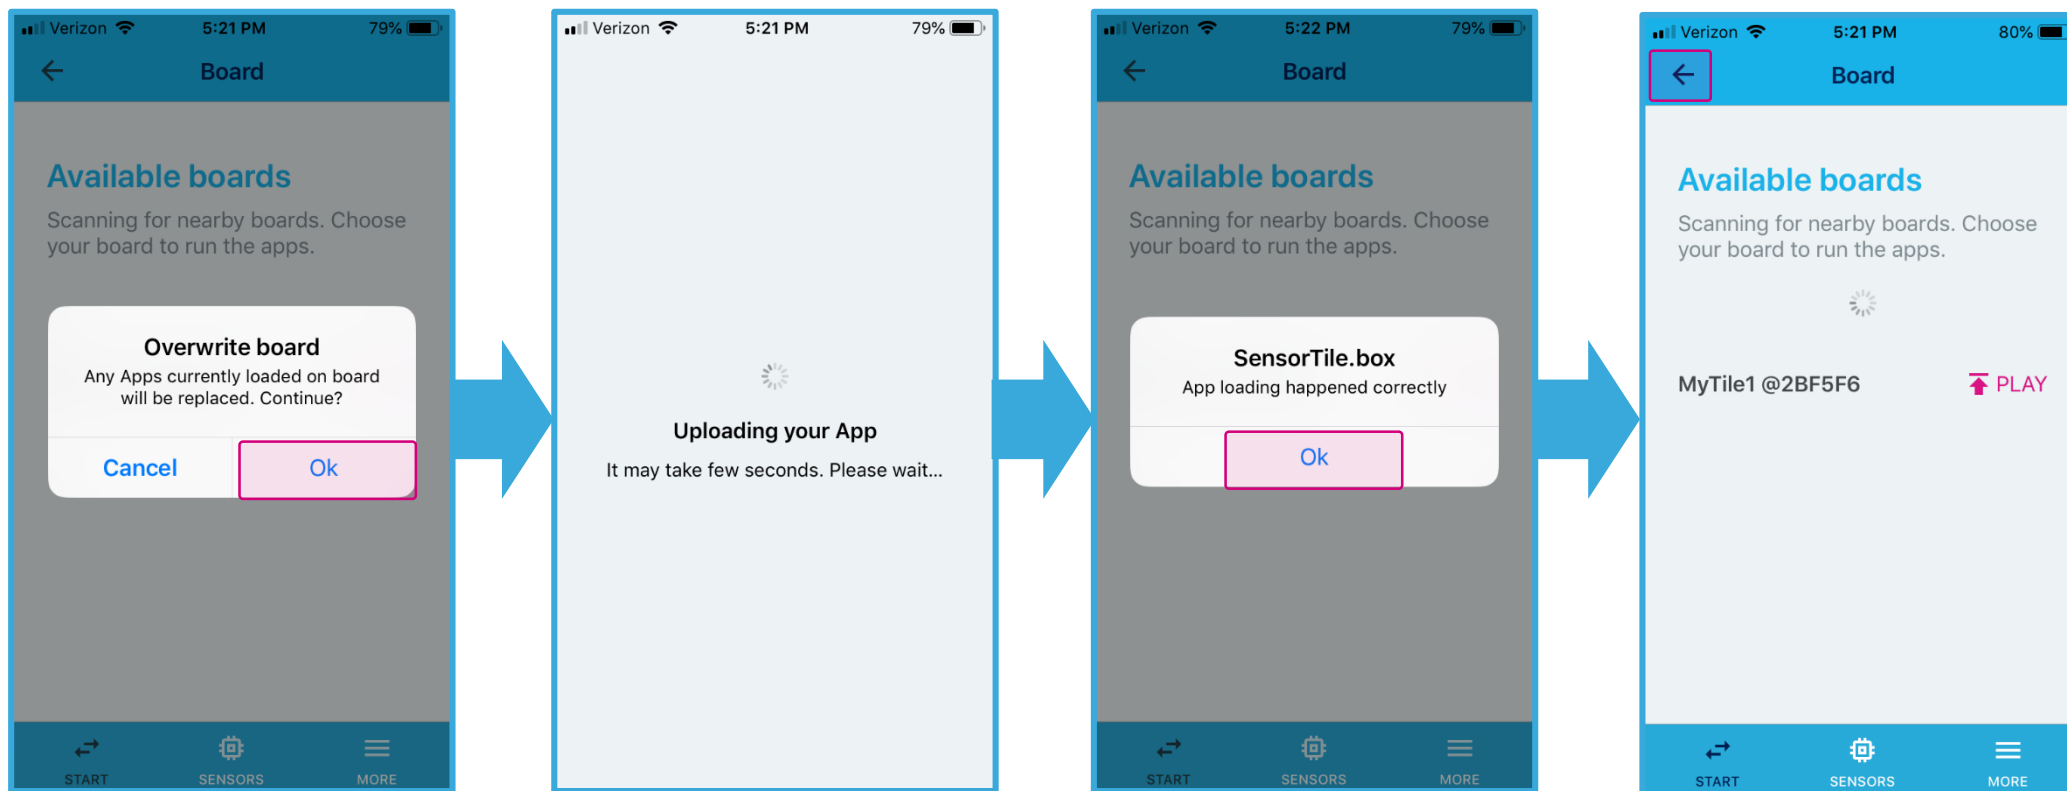 Verizon 5:21 PM 79%
Board
Available boards
Scanning for nearby boards. Choose
your board to run the apps.
Overwrite board
Any Apps currently loaded on board
will be replaced. Continue?
Cancel Ok
START SENSORS MORE
Verizon 5:21 PM 79%
Uploading your App
It may take few seconds. Please wait...
Verizon 5:22 PM 79%
Board
Available boards
Scanning for nearby boards. Choose
your board to run the apps.
SensorTile.box
App loading happened correctly
Ok
START SENSORS MORE
Verizon 5:21 PM 80%
Board
Available boards
Scanning for nearby boards. Choose
your board to run the apps.
MyTile1 @2BF5F6 PLAY
START SENSORS MORE